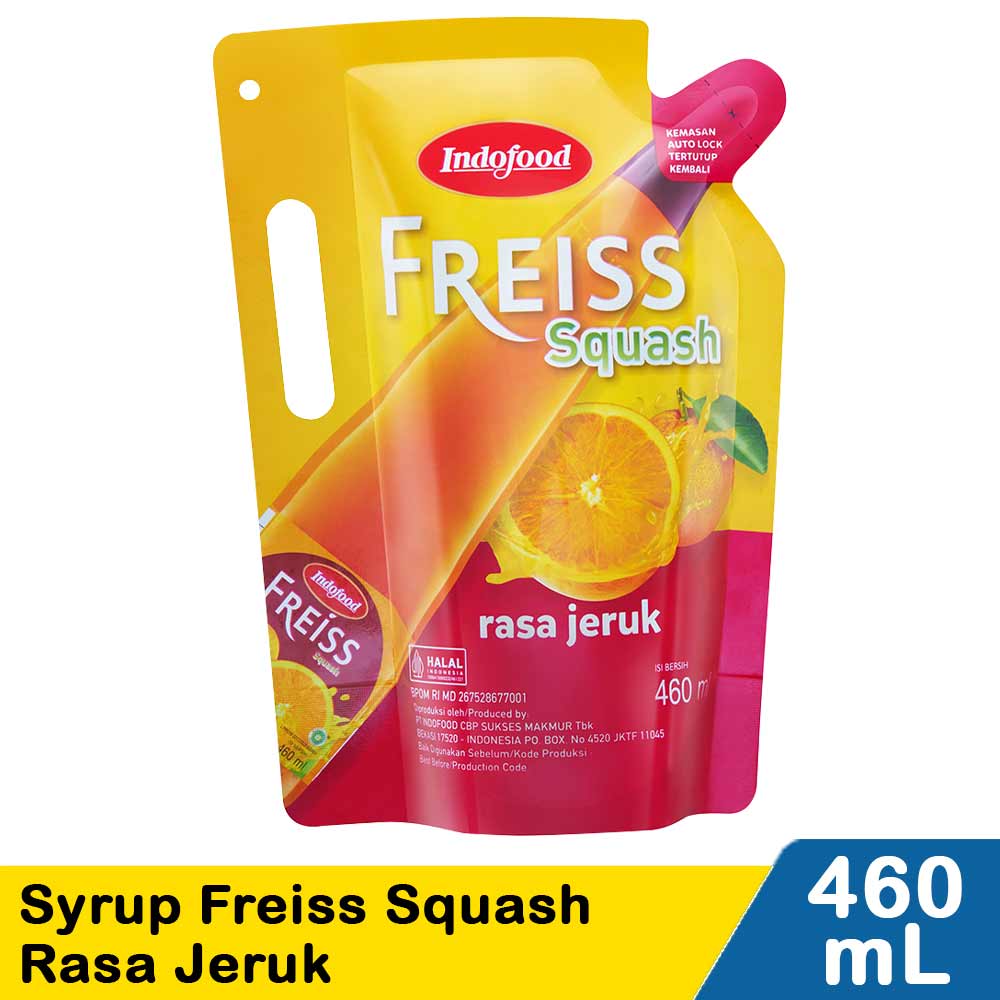 KEMASAN
AUTO LOCK
TERTUTUP
KEMBALI
Indofood
FREISS
Squash
rasa jeruk
Indofood
FREISS
Squash
460 ml
HALAL
INDONESIA
ISI BERSIH
460 ml
BPOM RI MD 267528677001
Diproduksi oleh/Produced by:
PT INDOFOOD CBP SUKSES MAKMUR Tbk
BEKASI 17520 - INDONESIA PO. BOX. No 4520 JKTF 11045
Baik Digunakan Sebelum/Kode Produksi :
Best Before/Production Code
Syrup Freiss Squash
Rasa Jeruk
460
mL